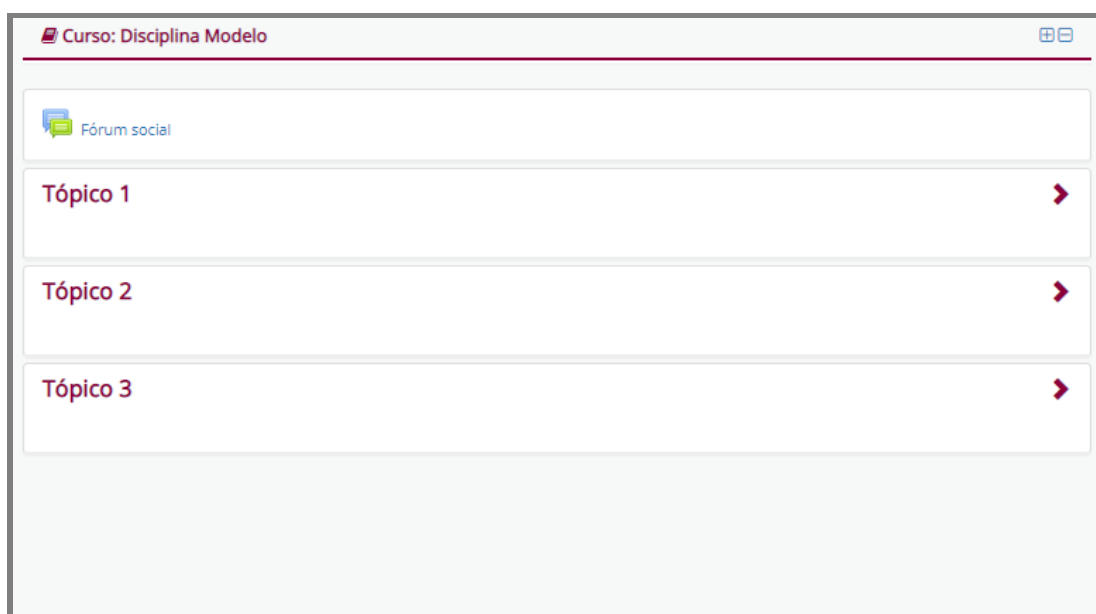 Curso: Disciplina Modelo
Fórum social
Tópico 1
Tópico 2
Tópico 3